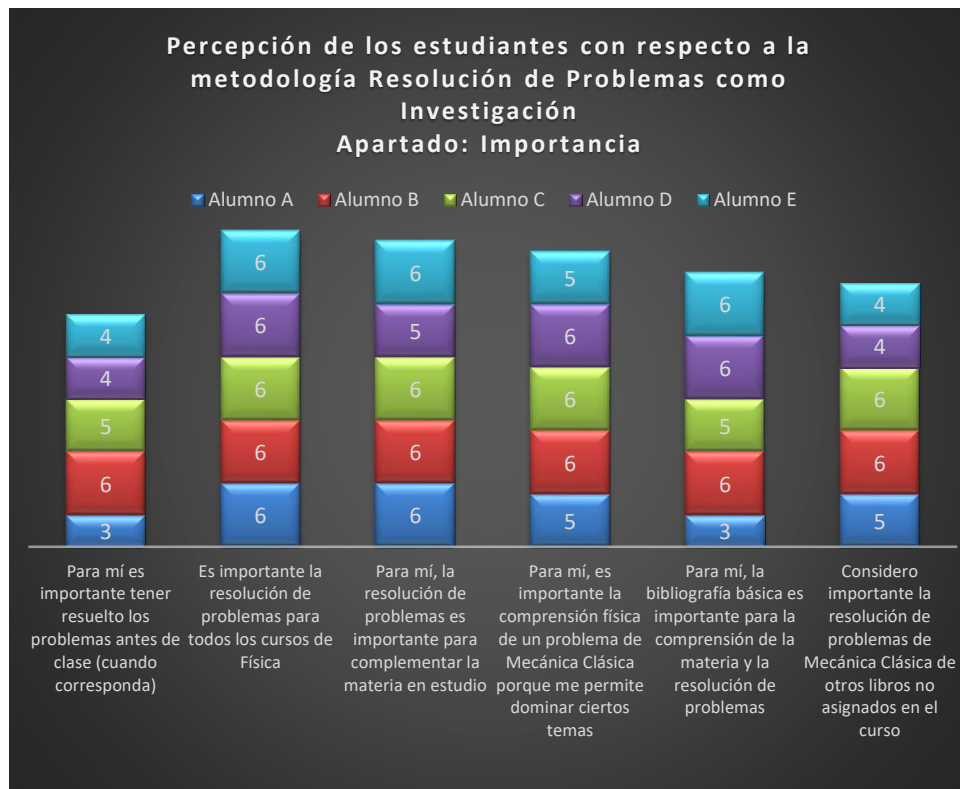 Percepción de los estudiantes con respecto a la
metodología Resolución de Problemas como
Investigación
Apartado: Importancia
Alumno A Alumno B Alumno C Alumno D Alumno E
4
4
5
6
3
6
6
6
6
6
6
5
6
6
6
5
6
6
6
5
6
6
5
6
3
4
4
6
6
5
Para mí es
importante tener
resuelto los
problemas antes de
clase (cuando
corresponda)
Es importante la
resolución de
problemas para
todos los cursos de
Física
Para mí, la
resolución de
problemas es
importante para
complementar la
materia en estudio
Para mí, es
importante la
comprensión física
de un problema de
Mecánica Clásica
porque me permite
dominar ciertos
temas
Para mí, la
bibliografía básica es
importante para la
comprensión de la
materia y la
resolución de
problemas
Considero
importante la
resolución de
problemas de
Mecánica Clásica de
otros libros no
asignados en el
curso